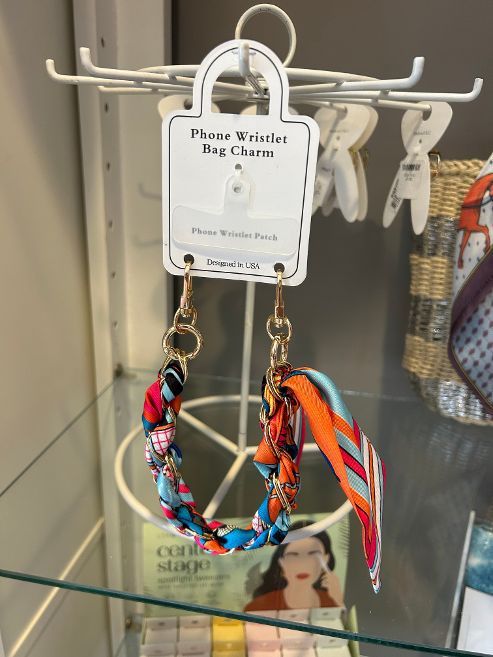 Phone Wristlet
Bag Charm
Phone Wristlet Patch
Designed in USA
center
stage